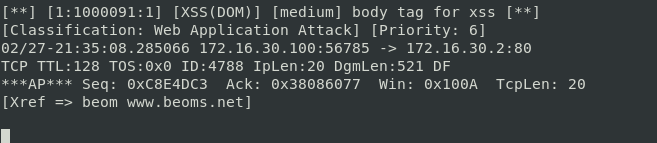 [**] [1:1000091:1] [XSS(DOM)] [medium] body tag for xss [**]
[Classification: Web Application Attack] [Priority: 6]
02/27-21:35:08.285066 172.16.30.100:56785 -> 172.16.30.2:80
TCP TTL:128 TOS:0x0 ID:4788 IpLen:20 DgmLen:521 DF
***AP*** Seq: 0xC8E4DC3  Ack: 0x38086077  Win: 0x100A  TcpLen: 20
[Xref => beom www.beoms.net]